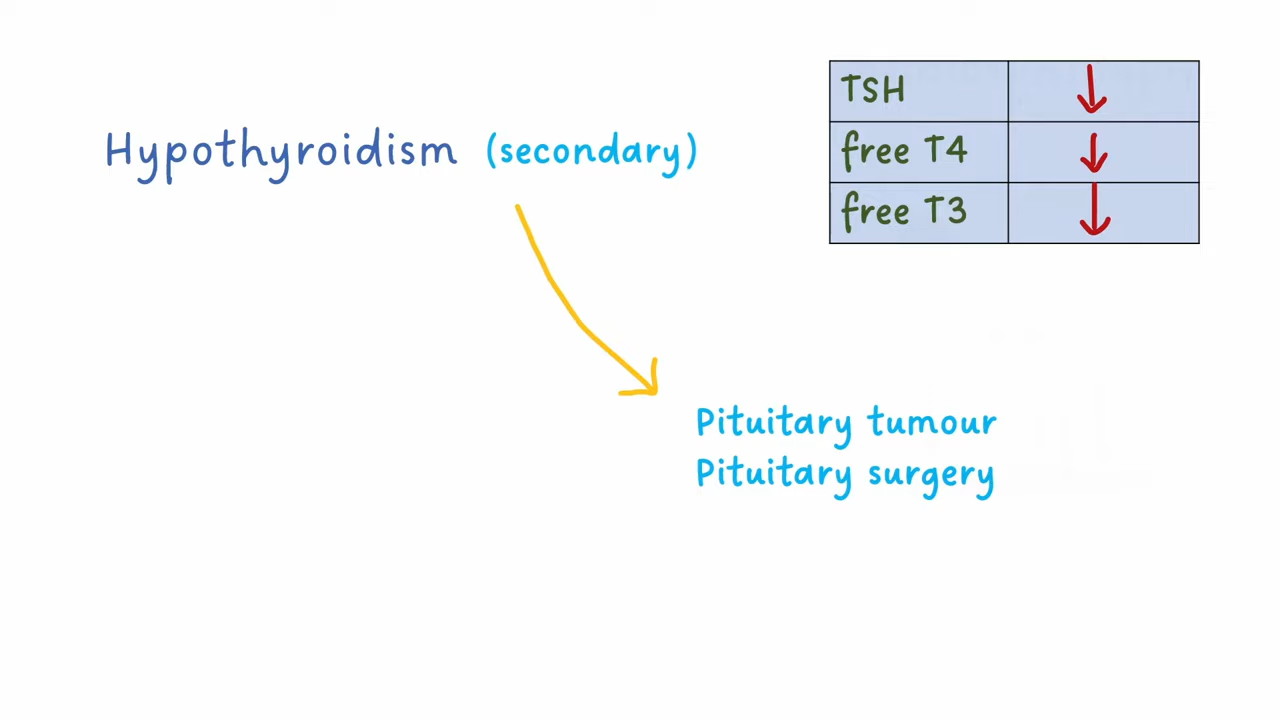 Hypothyroidism (secondary)
TSH ↓
free T4 ↓
free T3 ↓
Pituitary tumour
Pituitary surgery